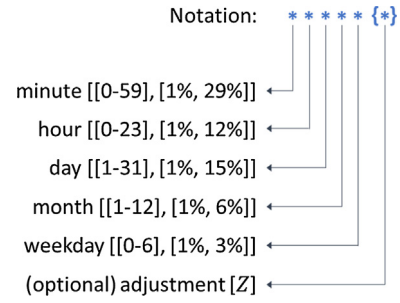 Notation: * * * * * {*}
minute [[0-59], [1%, 29%]]
hour [[0-23], [1%, 12%]]
day [[1-31], [1%, 15%]]
month [[1-12], [1%, 6%]]
weekday [[0-6], [1%, 3%]]
(optional) adjustment [Z]